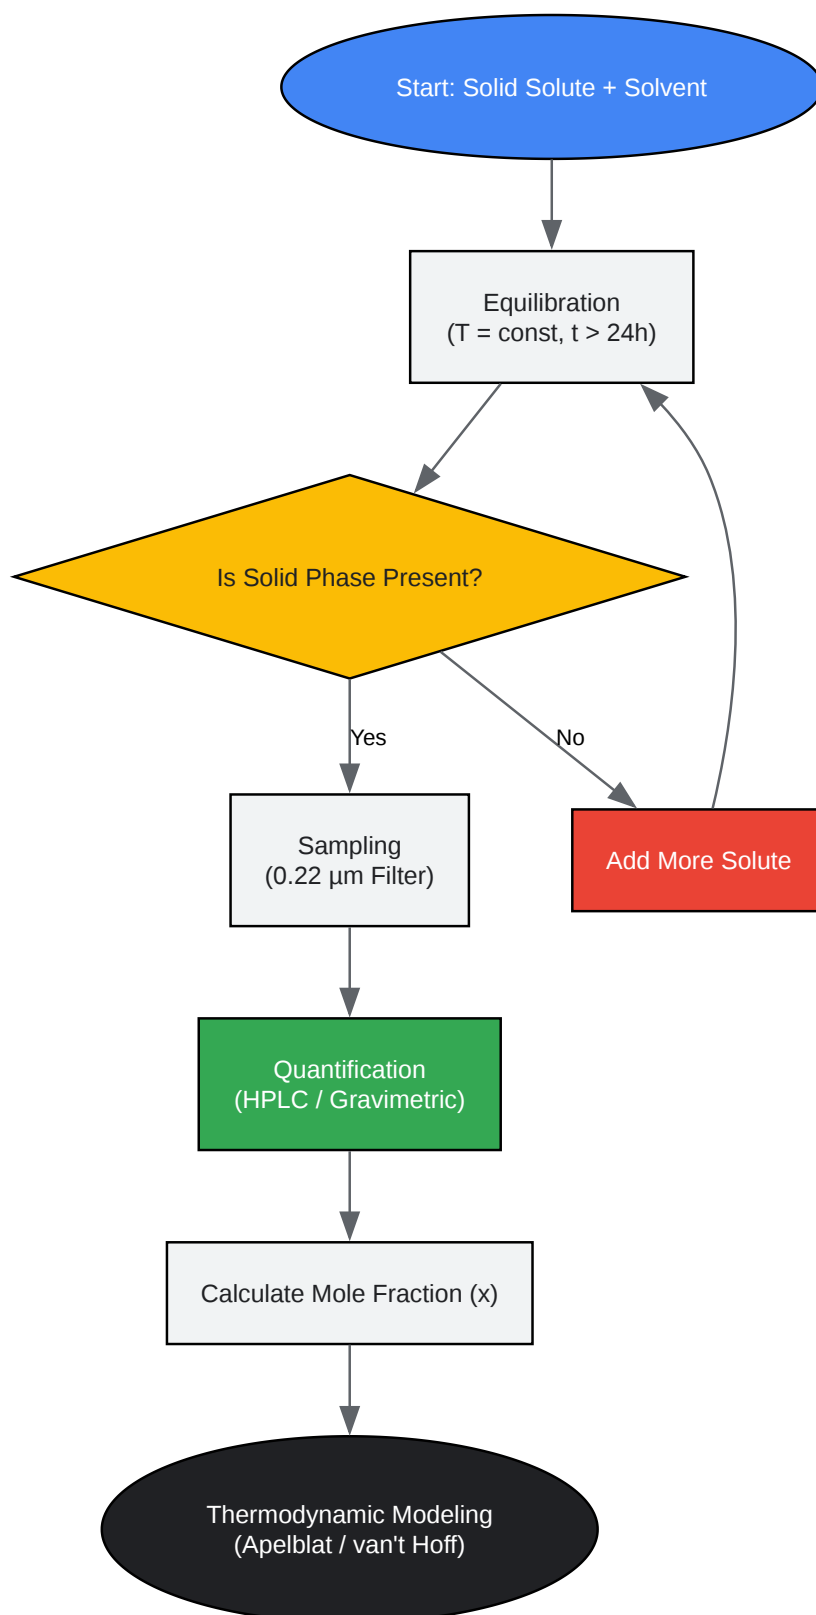 Start: Solid Solute + Solvent
Equilibration
(T = const, t > 24h)
Is Solid Phase Present?
Yes
No
Sampling
(0.22 µm Filter)
Add More Solute
Quantification
(HPLC / Gravimetric)
Calculate Mole Fraction (x)
Thermodynamic Modeling
(Apelblat / van't Hoff)